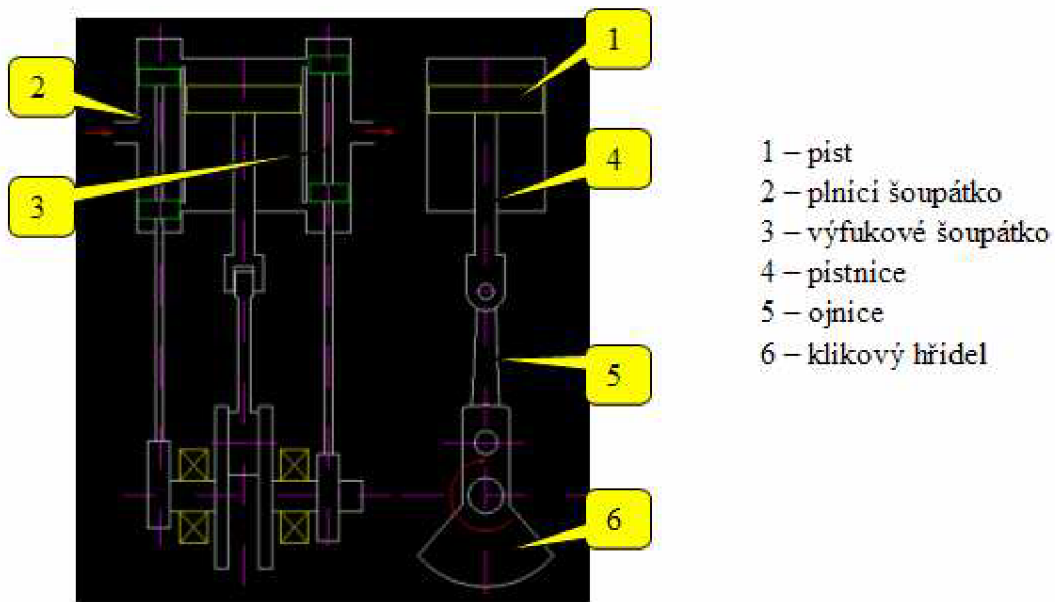 1
2
3
4
5
6
1 – píst
2 – plnicí šoupátko
3 – výfukové šoupátko
4 – pístnice
5 – ojnice
6 – klikový hřídel